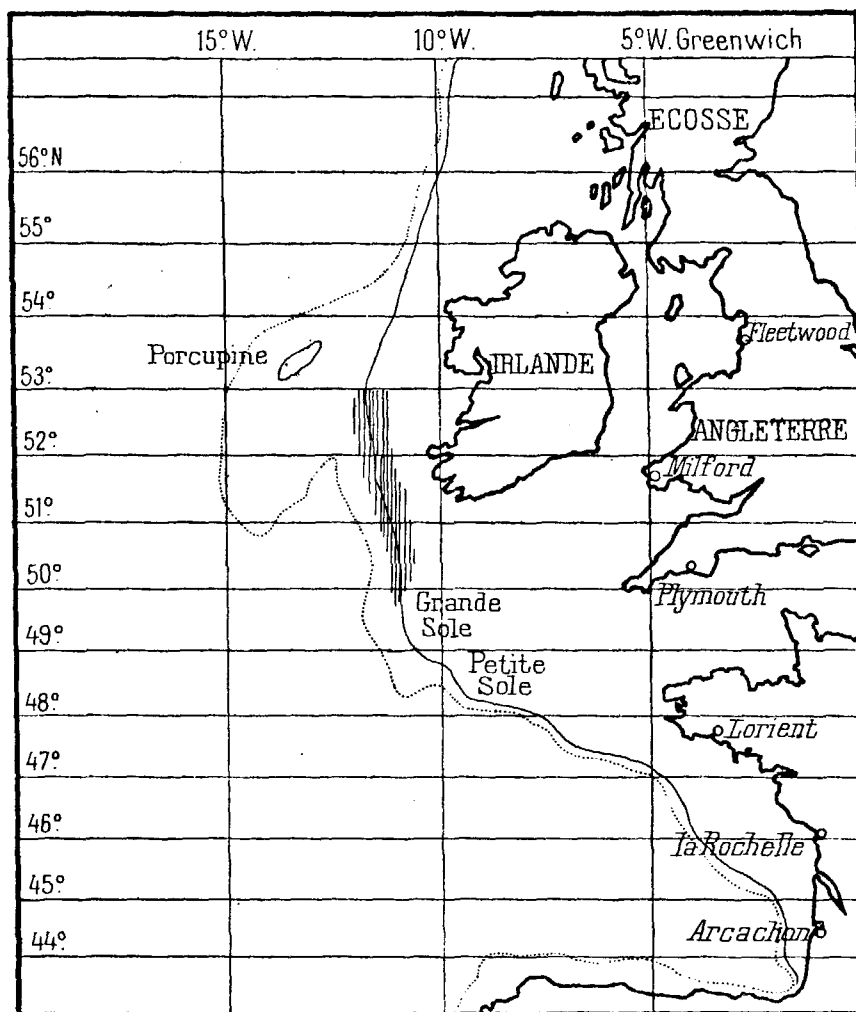 15°W.
10°W.
5°W. Greenwich
ECOSSE
56°N
55°
54°
Fleetwood
Porcupine
IRLANDE
53°
ANGLETERRE
52°
Milford
51°
50°
Grande
Sole
Plymouth
49°
Petite
Sole
48°
Lorient
47°
46°
la Rochelle
45°
44°
Arcachon